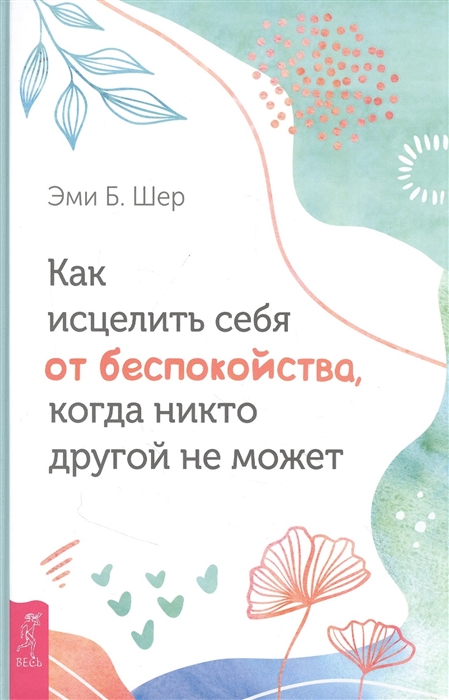 Эми Б. Шер
Как
исцелить себя
от беспокойства,
когда никто
другой не может
ВЕСЬ